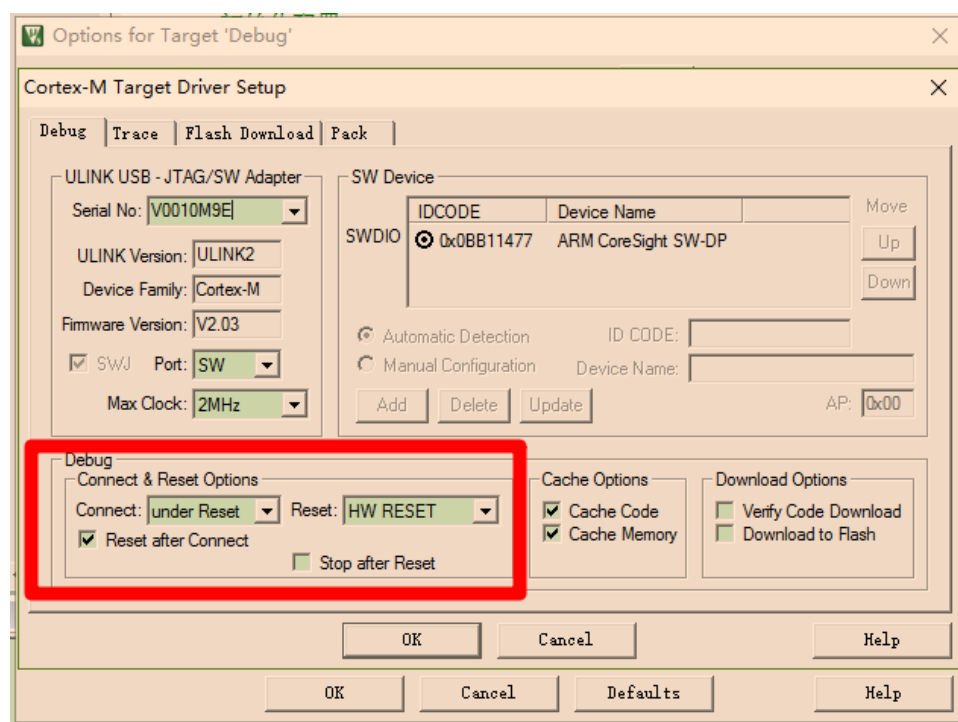 Options for Target 'Debug'
Cortex-M Target Driver Setup
Debug Trace Flash Download Pack
ULINK USB - JTAG/SW Adapter
Serial No: V0010M9E
ULINK Version: ULINK2
Device Family: Cortex-M
Firmware Version: V2.03
SWJ Port: SW
Max Clock: 2MHz
SW Device
IDCODE Device Name
SWDIO 0x0BB11477 ARM CoreSight SW-DP
Move
Up
Down
Automatic Detection ID CODE:
Manual Configuration Device Name:
Add Delete Update AP: 0x00
Debug
Connect & Reset Options
Connect: under Reset Reset: HW RESET
Reset after Connect
Stop after Reset
Cache Options
Cache Code
Cache Memory
Download Options
Verify Code Download
Download to Flash
OK Cancel Help
OK Cancel Defaults Help